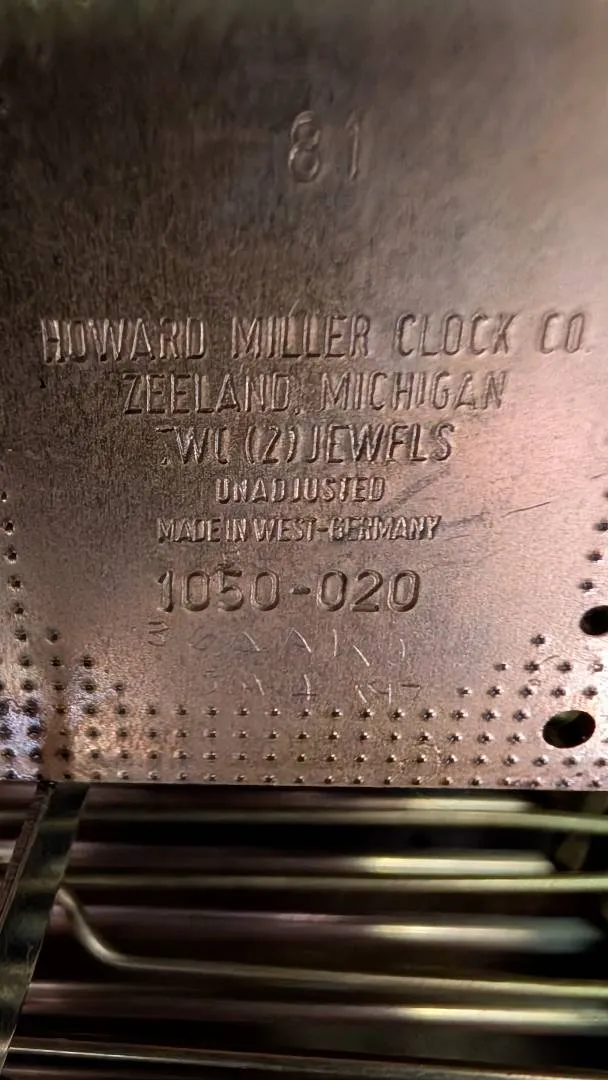 81
HOWARD MILLER CLOCK CO.
ZEELAND, MICHIGAN
TWO (2) JEWELS
UNADJUSTED
MADE IN WEST-GERMANY
1050-020